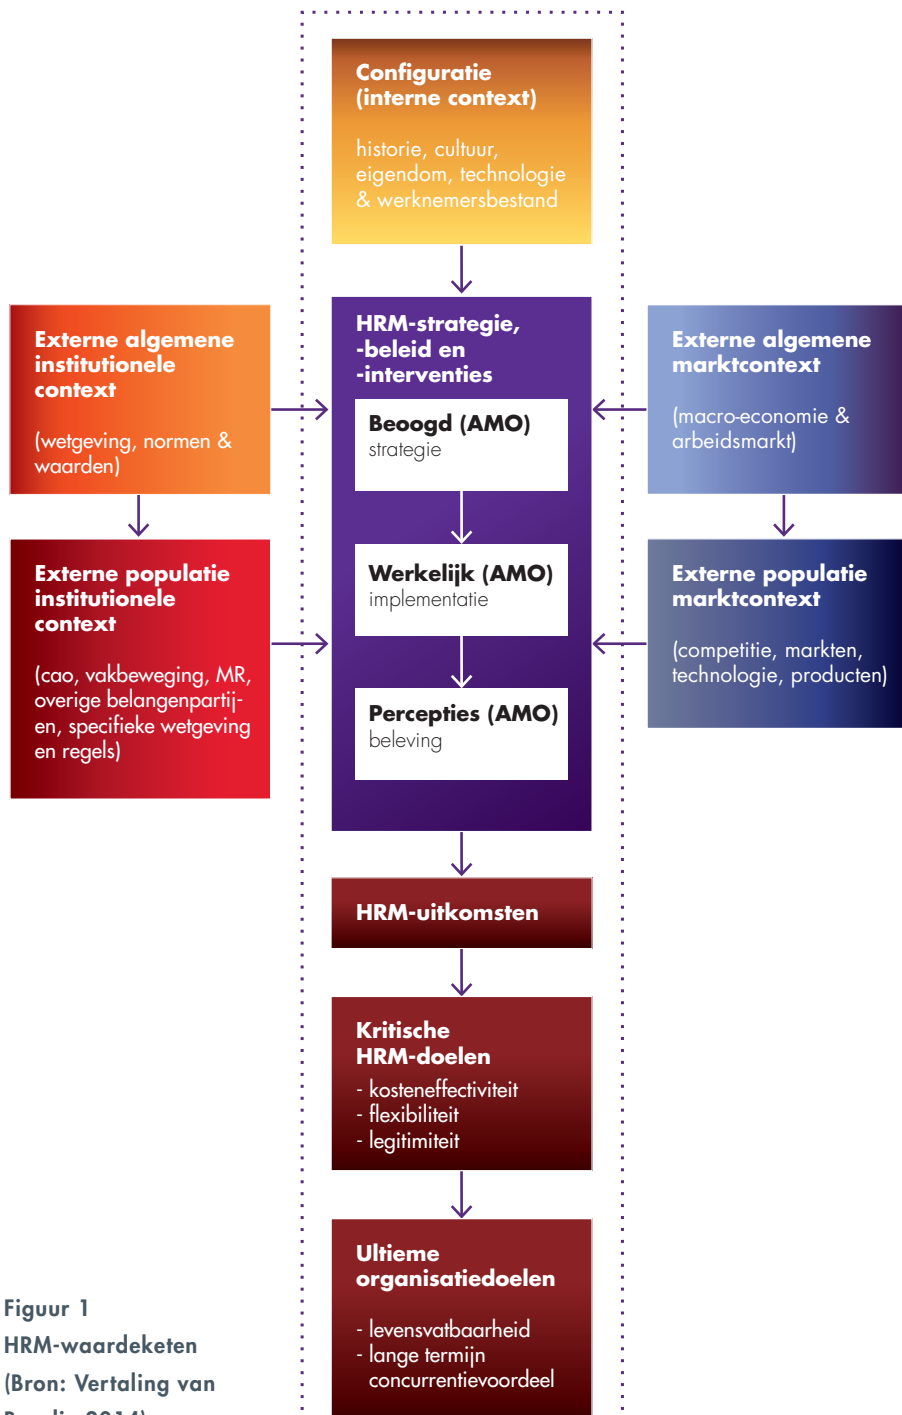 Configuratie
(interne context)
historie, cultuur,
eigendom, technologie
& werknemersbestand
Externe algemene
institutionele
context
(wetgeving, normen &
waarden)
HRM-strategie,
-beleid en
-interventies
Beoogd (AMO)
strategie
Werkelijk (AMO)
implementatie
Percepties (AMO)
beleving
Externe algemene
marktcontext
(macro-economie &
arbeidsmarkt)
Externe populatie
institutionele
context
(cao, vakbeweging, MR,
overige belangenpartij-
en, specifieke wetgeving
en regels)
Externe populatie
marktcontext
(competitie, markten,
technologie, producten)
HRM-uitkomsten
Kritische
HRM-doelen
- kosteneffectiviteit
- flexibiliteit
- legitimiteit
Ultieme
organisatiedoelen
- levensvatbaarheid
- lange termijn
concurrentievoordeel
Figuur 1
HRM-waardeketen
(Bron: Vertaling van